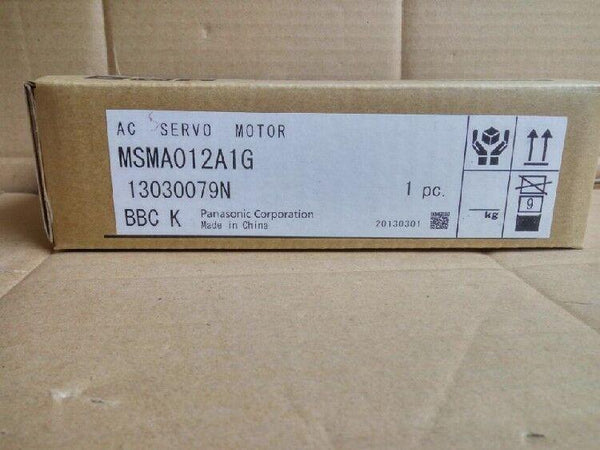 AC SERVO MOTOR
MSMA012A1G
13030079N 1 pc.
BBC K Panasonic Corporation
Made in China 20130301
kg
9